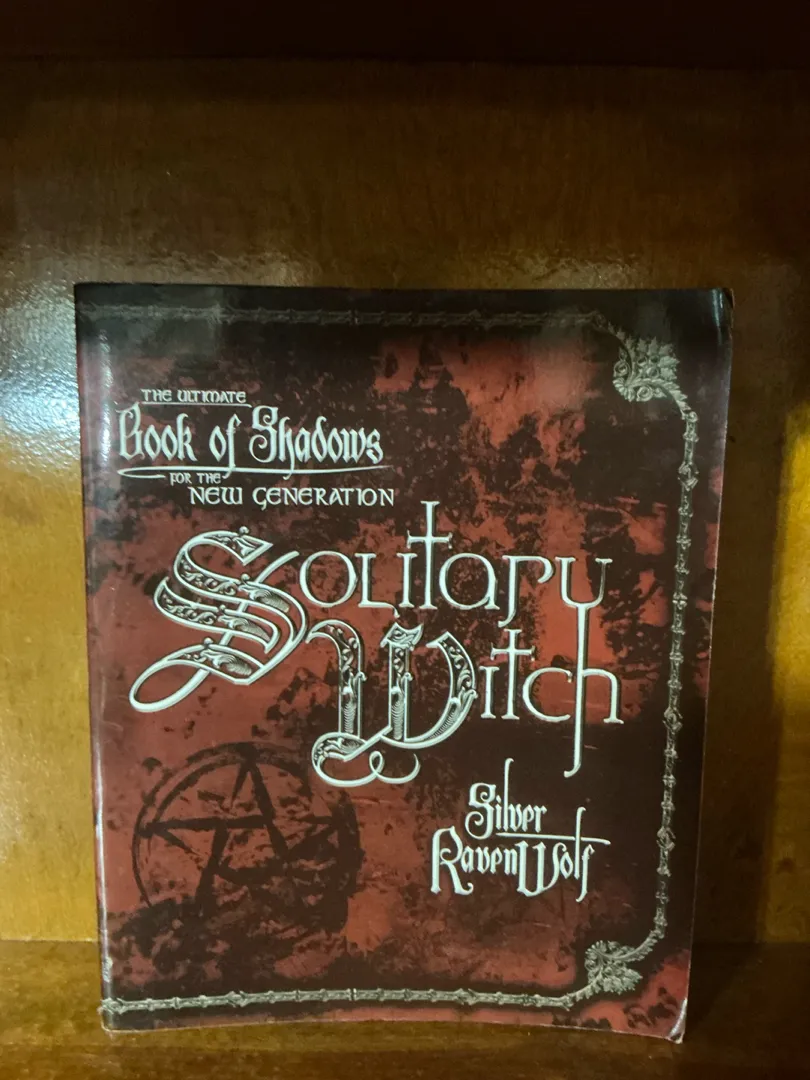 THE ULTIMATE
Book of Shadows
FOR THE
NEW GENERATION
Solitary
Witch
Silver
RavenWolf